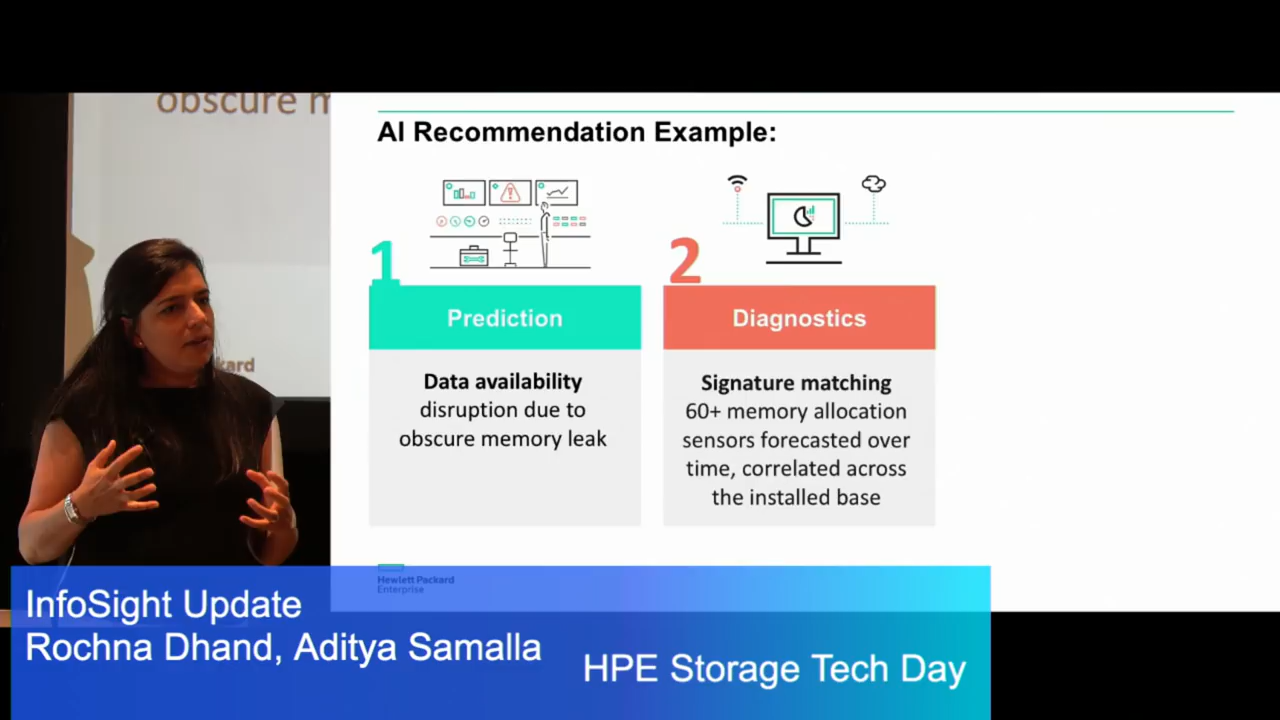 obscure m
AI Recommendation Example:
1
2
Prediction
Diagnostics
Data availability
disruption due to
obscure memory leak
Signature matching
60+ memory allocation
sensors forecasted over
time, correlated across
the installed base
kard
Hewlett Packard
Enterprise
InfoSight Update
Rochna Dhand, Aditya Samalla
HPE Storage Tech Day